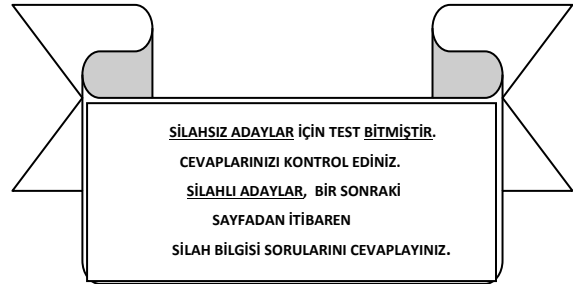 SİLAHSIZ ADAYLAR İÇİN TEST BİTMİŞTİR.
CEVAPLARINIZI KONTROL EDİNİZ.
SİLAHLI ADAYLAR, BİR SONRAKİ
SAYFADAN İTİBAREN
SİLAH BİLGİSİ SORULARINI CEVAPLAYINIZ.